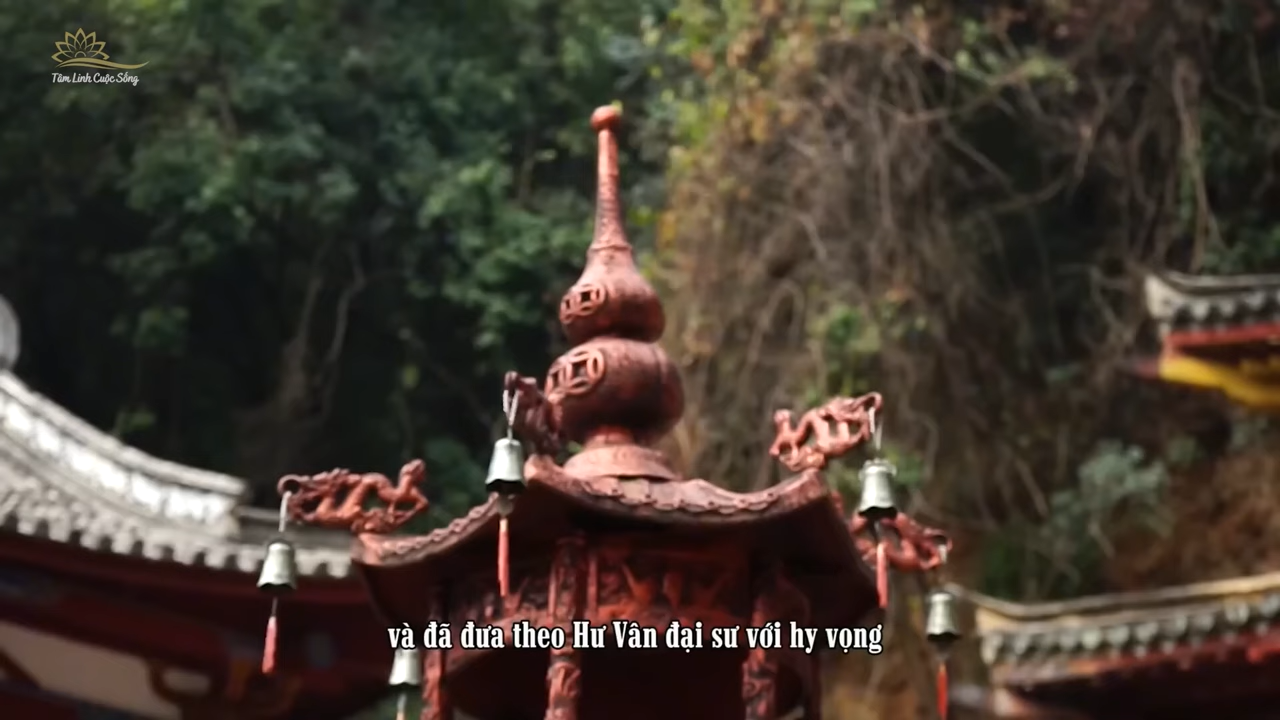 Tâm Linh Cuộc Sống
và đã đưa theo Hư Vân đại sư với hy vọng